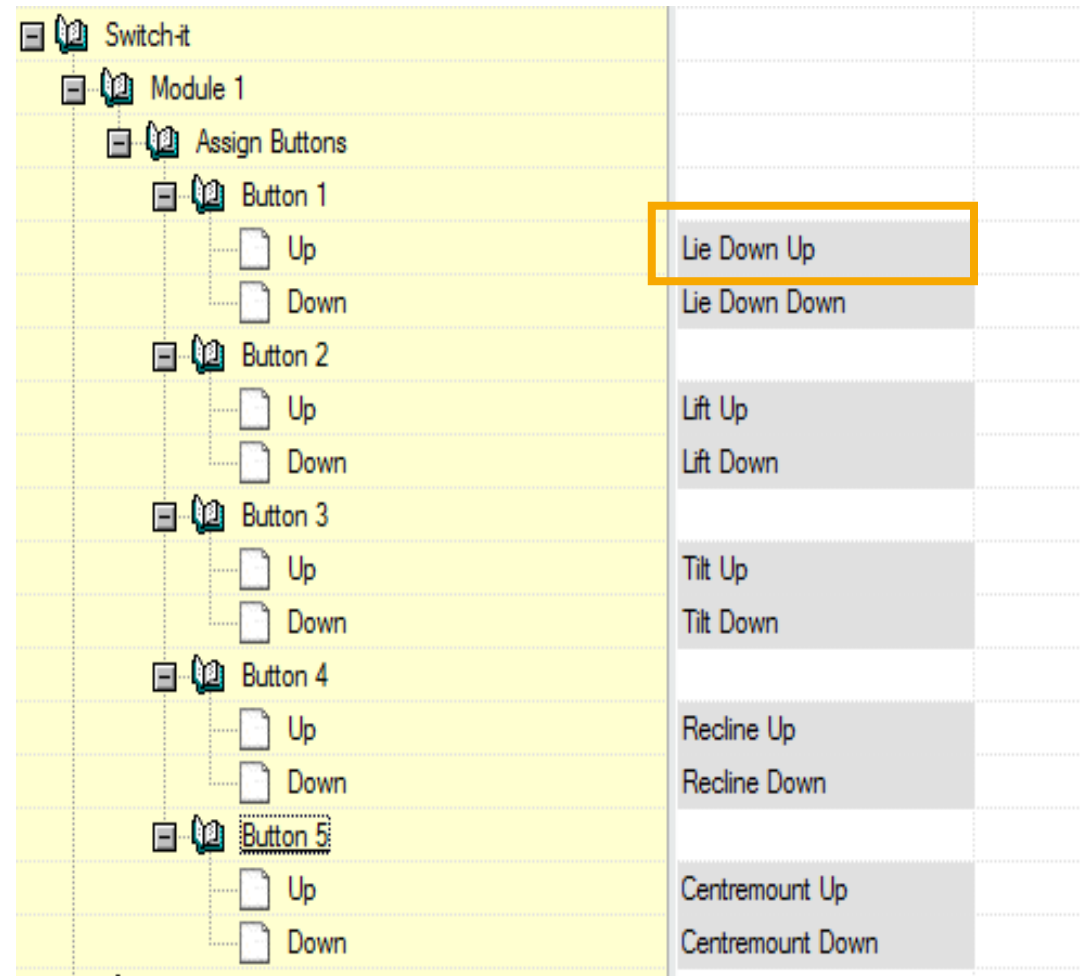 Switch-it
Module 1
Assign Buttons
Button 1
Up Lie Down Up
Down Lie Down Down
Button 2
Up Lift Up
Down Lift Down
Button 3
Up Tilt Up
Down Tilt Down
Button 4
Up Recline Up
Down Recline Down
Button 5
Up Centremount Up
Down Centremount Down